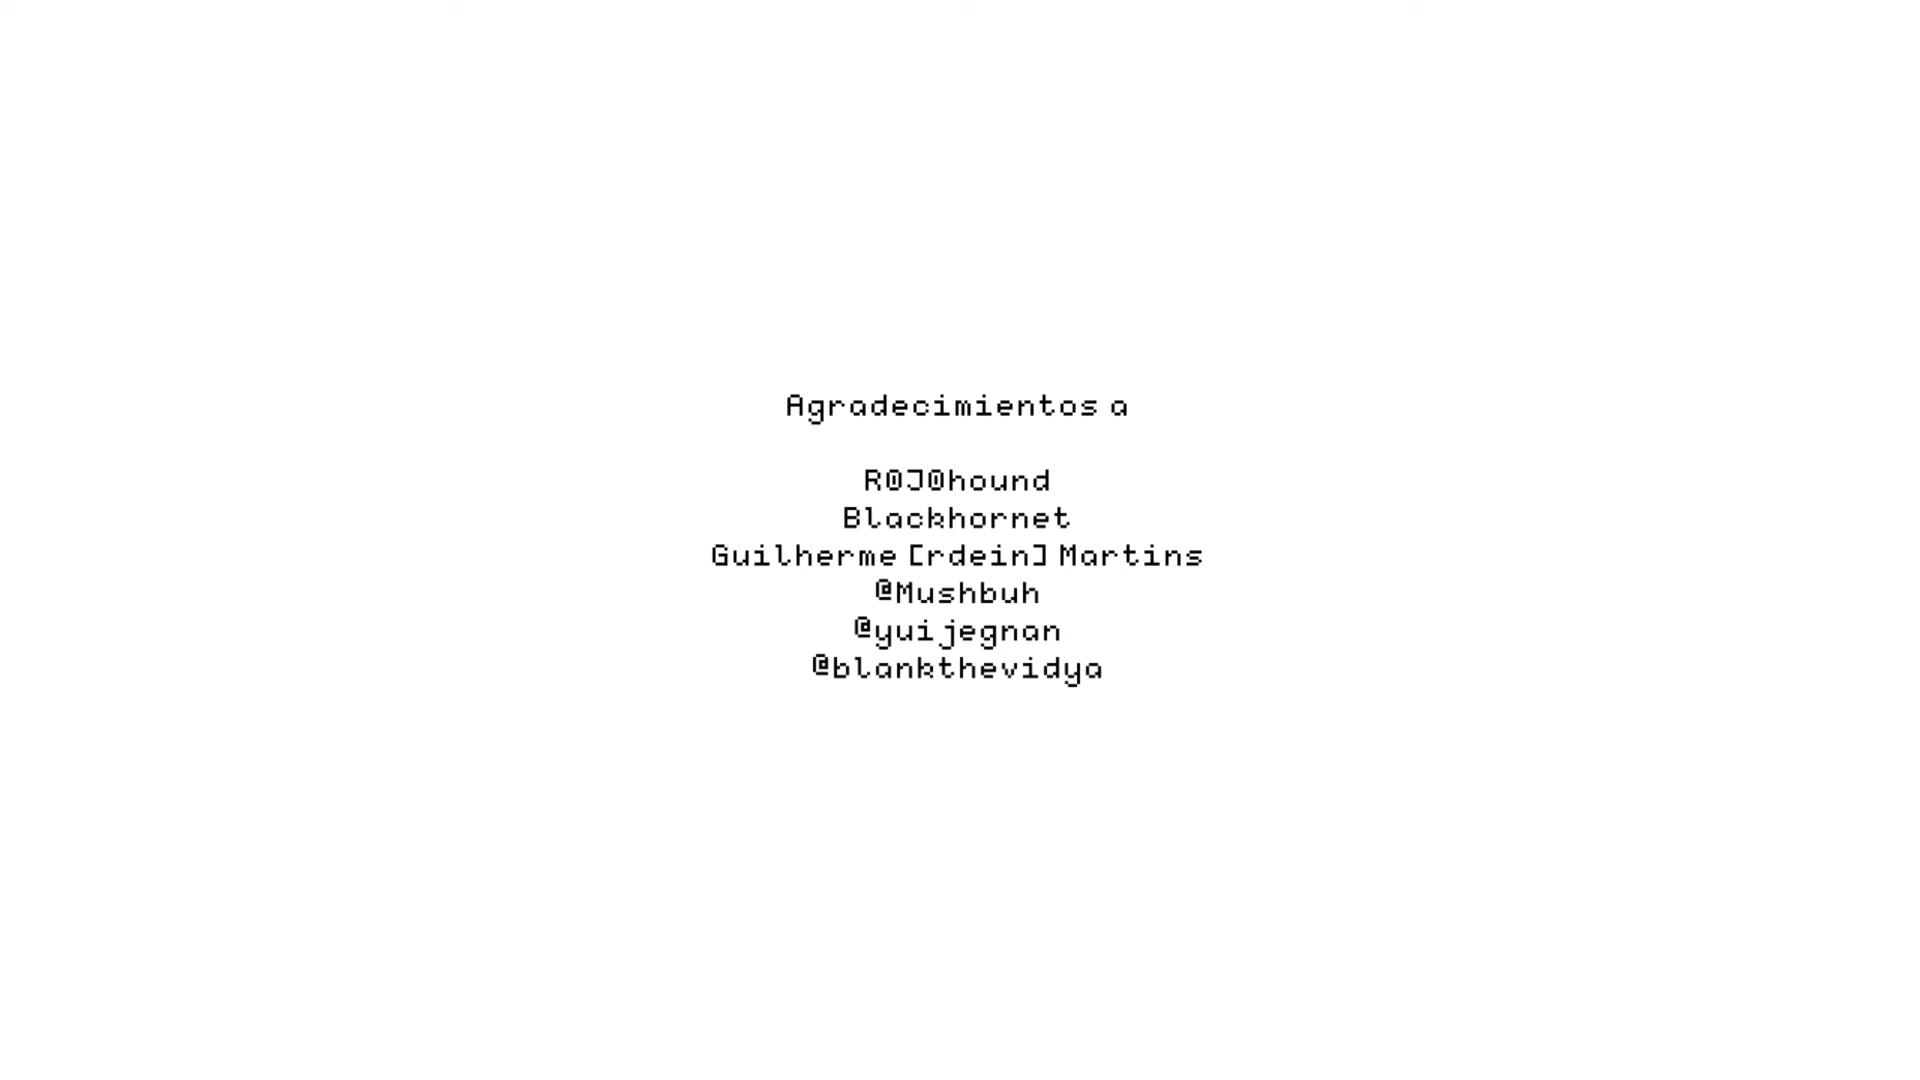 Agradecimientos a
R0J0hound
Blackhornet
Guilherme [rdein] Martins
@Mushbuh
@yuijegnan
@blankthevidya